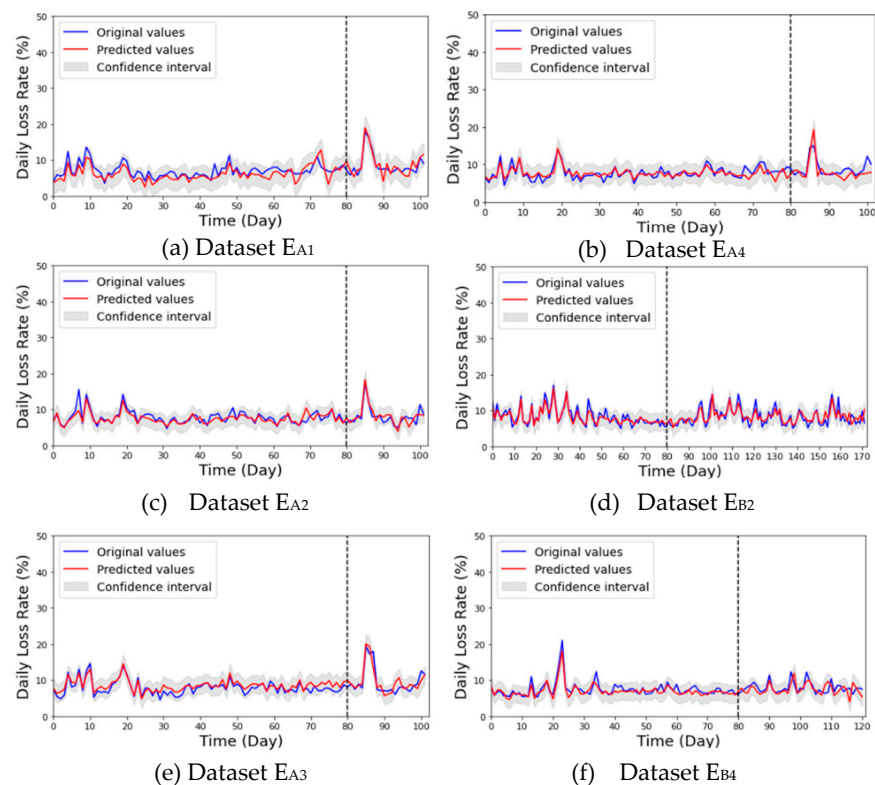 Daily Loss Rate (%)
50
40
30
20
10
0
Original values
Predicted values
Confidence interval
0 10 20 30 40 50 60 70 80 90 100
Time (Day)
(a) Dataset EA1
Daily Loss Rate (%)
50
40
30
20
10
0
Original values
Predicted values
Confidence interval
0 10 20 30 40 50 60 70 80 90 100
Time (Day)
(b) Dataset EA4
Daily Loss Rate (%)
50
40
30
20
10
0
Original values
Predicted values
Confidence interval
0 10 20 30 40 50 60 70 80 90 100
Time (Day)
(c) Dataset EA2
Daily Loss Rate (%)
50
40
30
20
10
0
Original values
Predicted values
Confidence interval
0 10 20 30 40 50 60 70 80 90 100 110 120 130 140 150 160 170
Time (Day)
(d) Dataset EB2
Daily Loss Rate (%)
50
40
30
20
10
0
Original values
Predicted values
Confidence interval
0 10 20 30 40 50 60 70 80 90 100
Time (Day)
(e) Dataset EA3
Daily Loss Rate (%)
50
40
30
20
10
0
Original values
Predicted values
Confidence interval
0 10 20 30 40 50 60 70 80 90 100 110 120
Time (Day)
(f) Dataset EB4